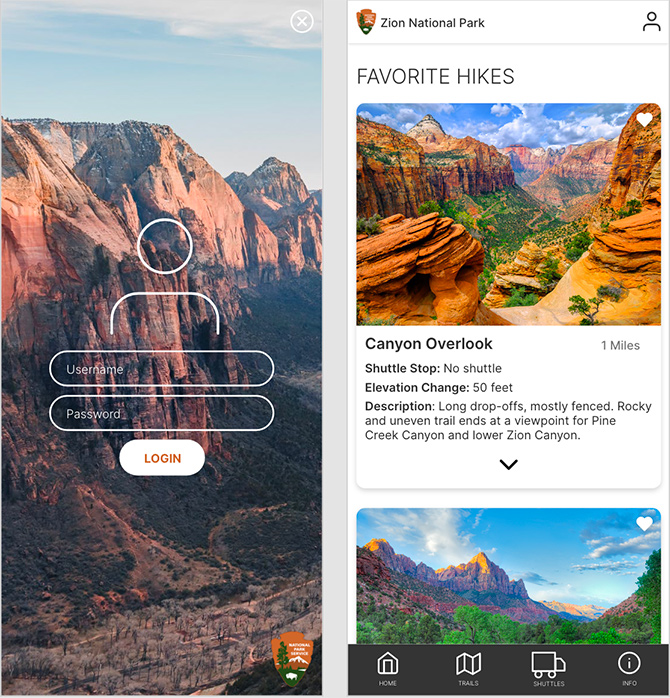 Username
Password
LOGIN
NATIONAL
PARK
SERVICE
Zion National Park
FAVORITE HIKES
Canyon Overlook
1 Miles
Shuttle Stop: No shuttle
Elevation Change: 50 feet
Description: Long drop-offs, mostly fenced. Rocky
and uneven trail ends at a viewpoint for Pine
Creek Canyon and lower Zion Canyon.
HOME
TRAILS
SHUTTLES
INFO